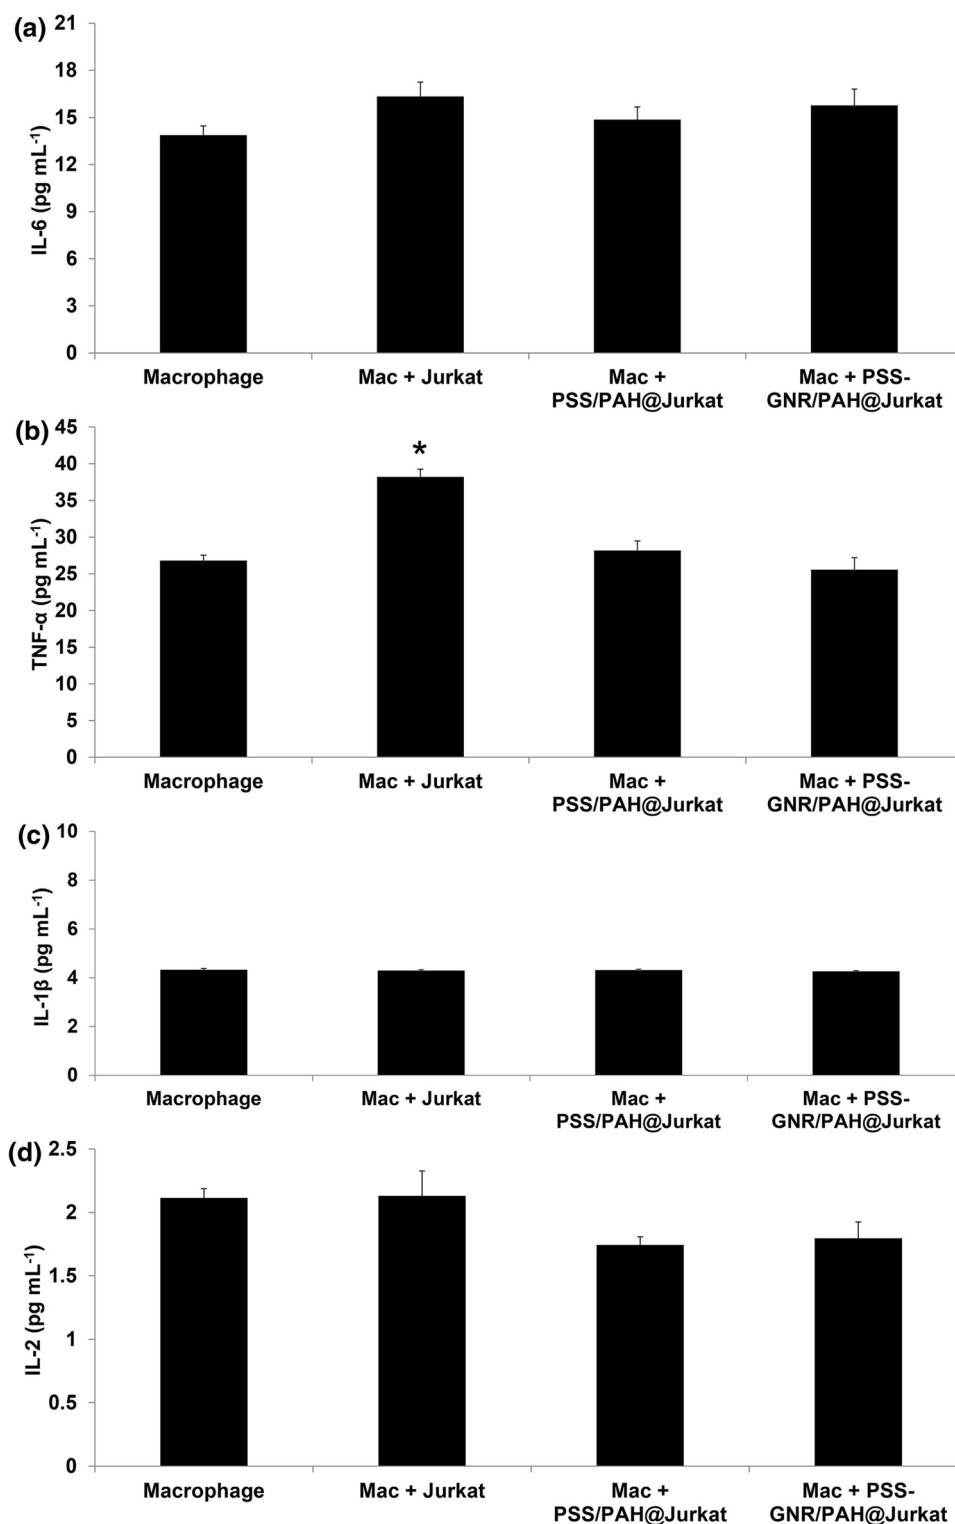 (a)
IL-6 (pg mL-1)
21
18
15
12
9
6
3
0
Macrophage
Mac + Jurkat
Mac +
PSS/PAH@Jurkat
Mac + PSS-
GNR/PAH@Jurkat
(b)
TNF-α (pg mL-1)
45
40
35
30
25
20
15
10
5
0
*
Macrophage
Mac + Jurkat
Mac +
PSS/PAH@Jurkat
Mac + PSS-
GNR/PAH@Jurkat
(c)
IL-1β (pg mL-1)
10
8
6
4
2
0
Macrophage
Mac + Jurkat
Mac +
PSS/PAH@Jurkat
Mac + PSS-
GNR/PAH@Jurkat
(d)
IL-2 (pg mL-1)
2.5
2
1.5
1
0.5
0
Macrophage
Mac + Jurkat
Mac +
PSS/PAH@Jurkat
Mac + PSS-
GNR/PAH@Jurkat